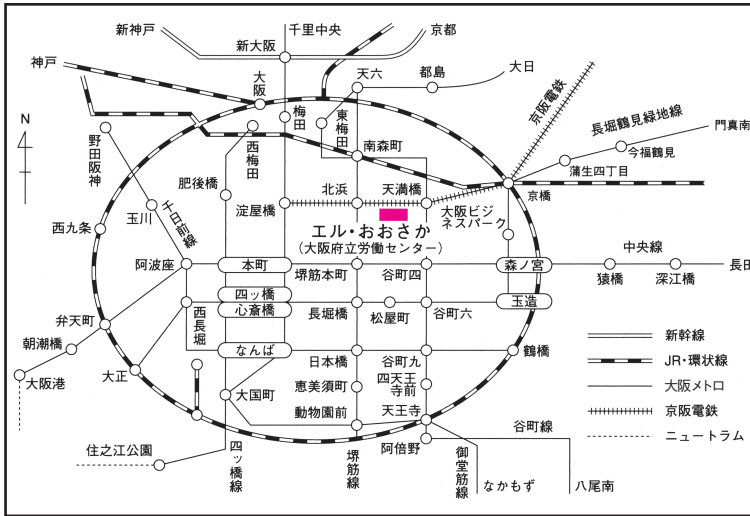 新神戸
千里中央
京都
新大阪
神戸
大阪
天六
都島
大日
京阪電鉄
N
梅田
東梅田
長堀鶴見緑地線
門真南
野田阪神
西梅田
南森町
今福鶴見
蒲生四丁目
肥後橋
北浜
天満橋
京橋
玉川
千日前線
淀屋橋
大阪ビジ
ネスパーク
西九条
エル・おおさか
(大阪府立労働センター)
中央線
阿波座
本町
堺筋本町
谷町四
森ノ宮
猿橋
深江橋
長田
四ッ橋
心斎橋
西長堀
長堀橋
松屋町
谷町六
玉造
弁天町
朝潮橋
なんば
日本橋
谷町九
鶴橋
新幹線
JR・環状線
大阪港
大正
大国町
恵美須町
四天王
寺前
大阪メトロ
動物園前
天王寺
京阪電鉄
谷町線
ニュートラム
住之江公園
四ッ橋線
堺筋線
阿倍野
御堂筋線
なかもず
八尾南